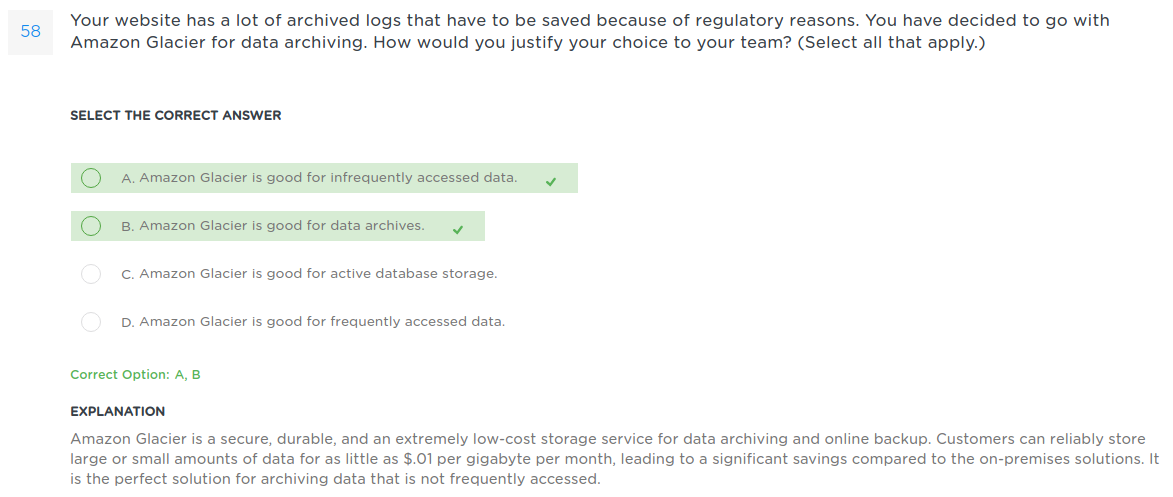 58
Your website has a lot of archived logs that have to be saved because of regulatory reasons. You have decided to go with
Amazon Glacier for data archiving. How would you justify your choice to your team? (Select all that apply.)
SELECT THE CORRECT ANSWER
A. Amazon Glacier is good for infrequently accessed data.
B. Amazon Glacier is good for data archives.
C. Amazon Glacier is good for active database storage.
D. Amazon Glacier is good for frequently accessed data.
Correct Option: A, B
EXPLANATION
Amazon Glacier is a secure, durable, and an extremely low-cost storage service for data archiving and online backup. Customers can reliably store
large or small amounts of data for as little as $.01 per gigabyte per month, leading to a significant savings compared to the on-premises solutions. It
is the perfect solution for archiving data that is not frequently accessed.